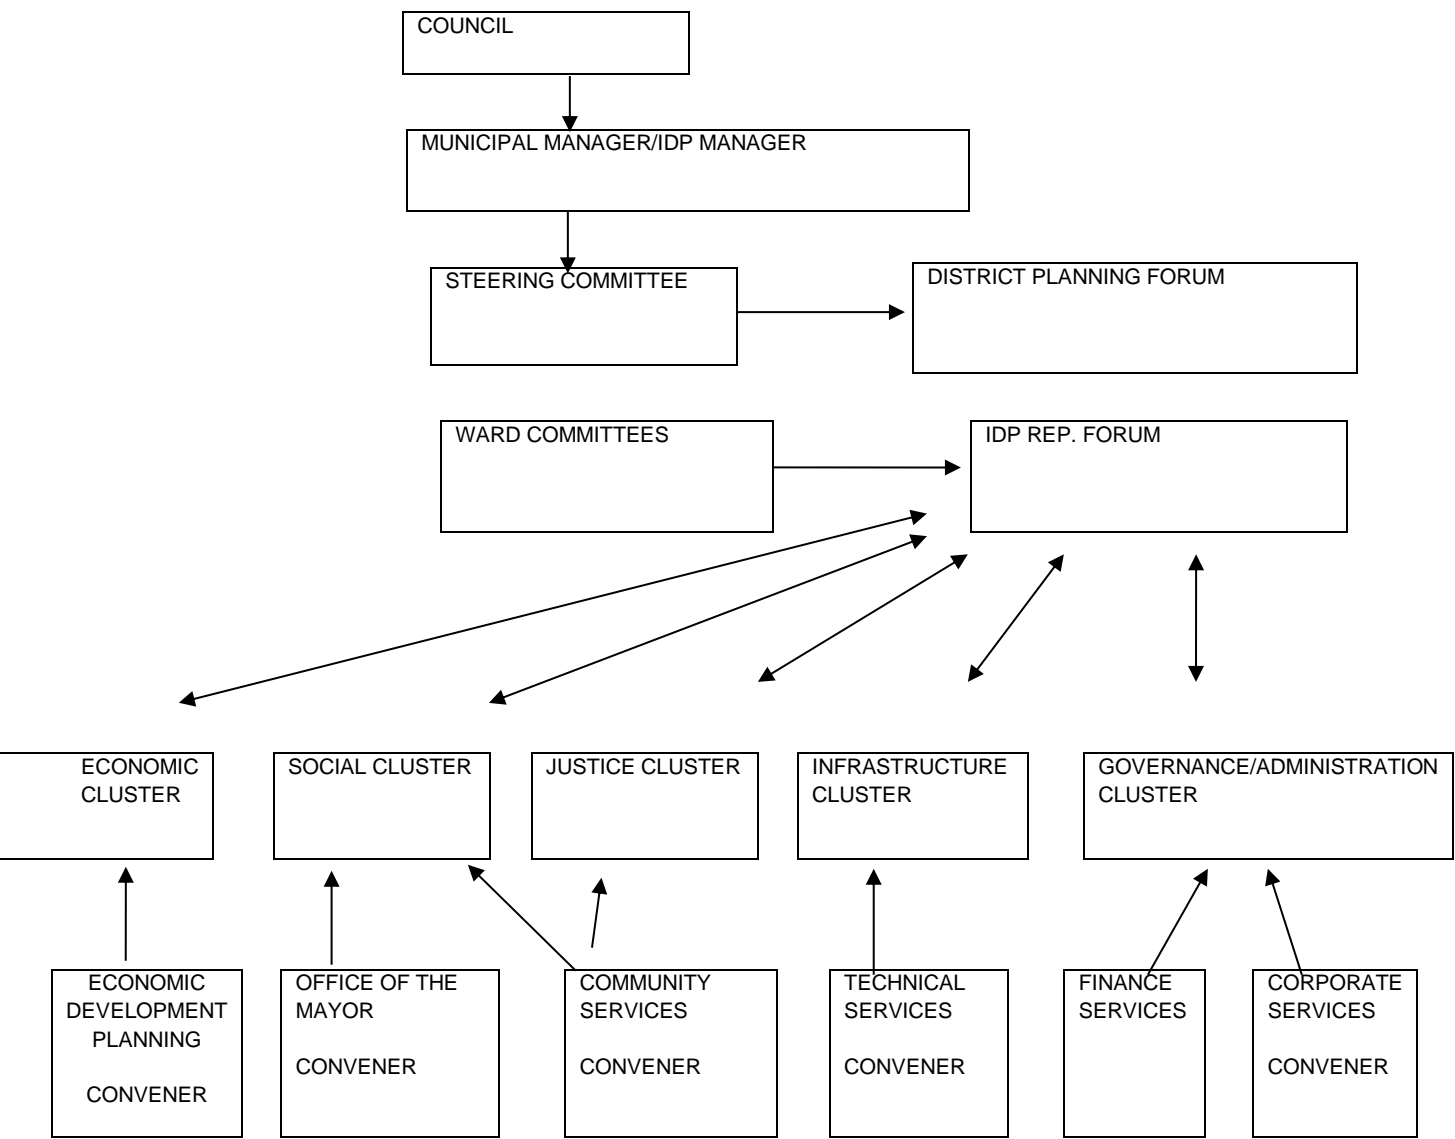 COUNCIL
MUNICIPAL MANAGER/IDP MANAGER
STEERING COMMITTEE
DISTRICT PLANNING FORUM
WARD COMMITTEES
IDP REP. FORUM
ECONOMIC
CLUSTER
SOCIAL CLUSTER
JUSTICE CLUSTER
INFRASTRUCTURE
CLUSTER
GOVERNANCE/ADMINISTRATION
CLUSTER
ECONOMIC
DEVELOPMENT
PLANNING
CONVENER
OFFICE OF THE
MAYOR
CONVENER
COMMUNITY
SERVICES
CONVENER
TECHNICAL
SERVICES
CONVENER
FINANCE
SERVICES
CORPORATE
SERVICES
CONVENER